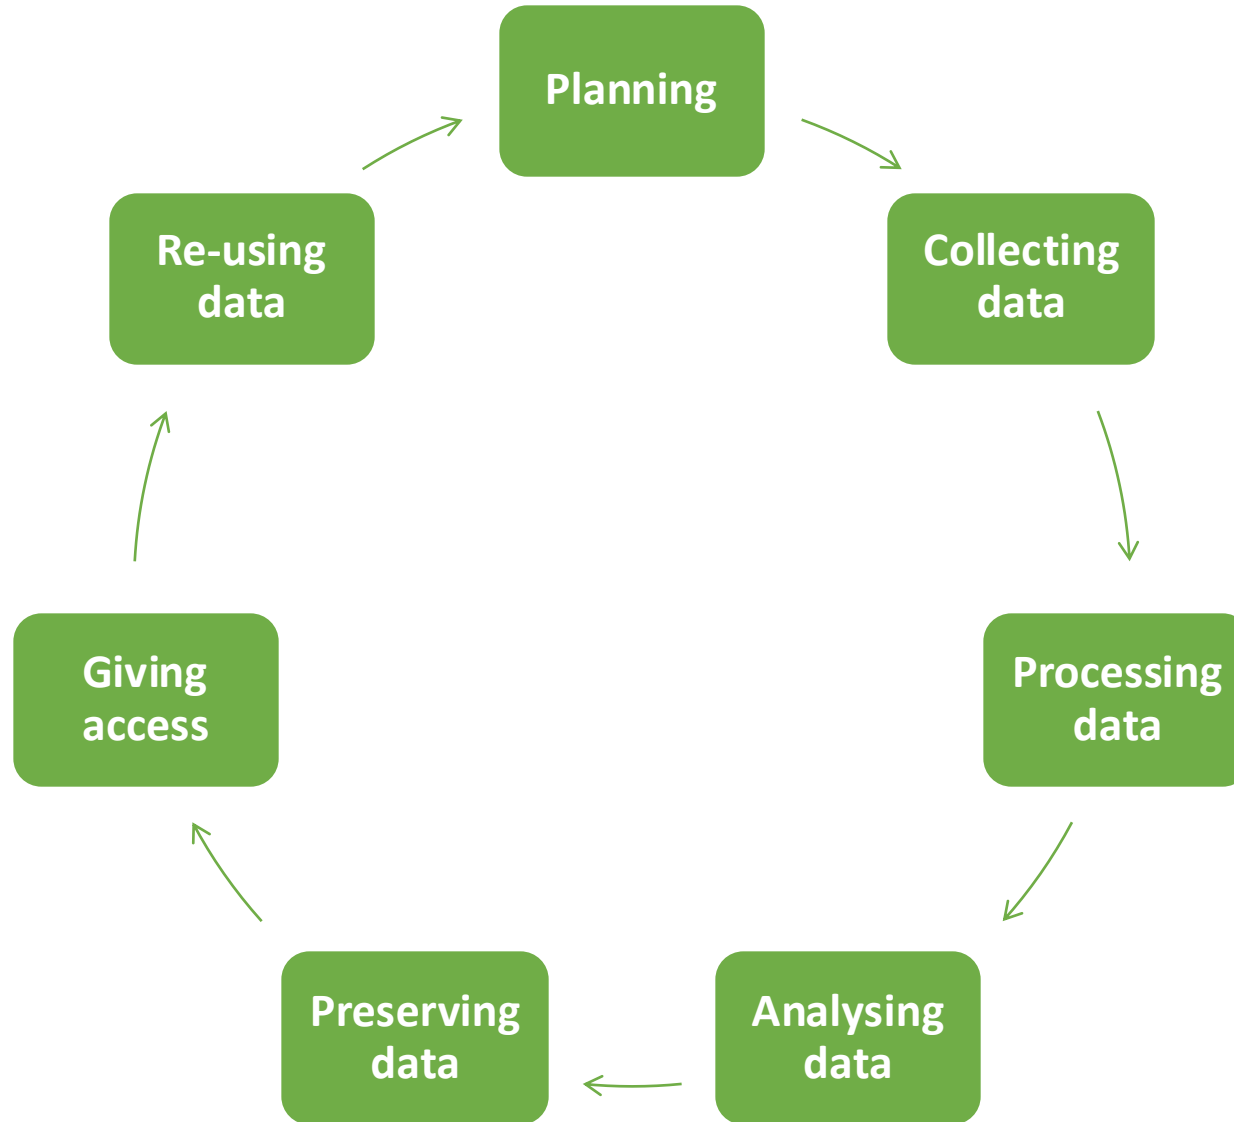 Planning
Collecting
data
Processing
data
Analysing
data
Preserving
data
Giving
access
Re-using
data